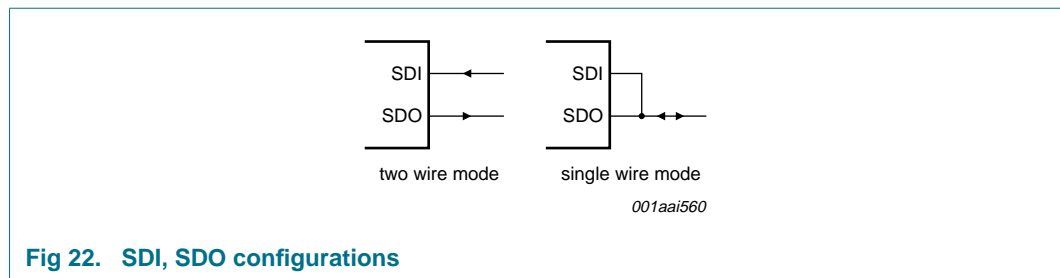 SDI
SDO
two wire mode
SDI
SDO
single wire mode
001aai560
Fig 22. SDI, SDO configurations